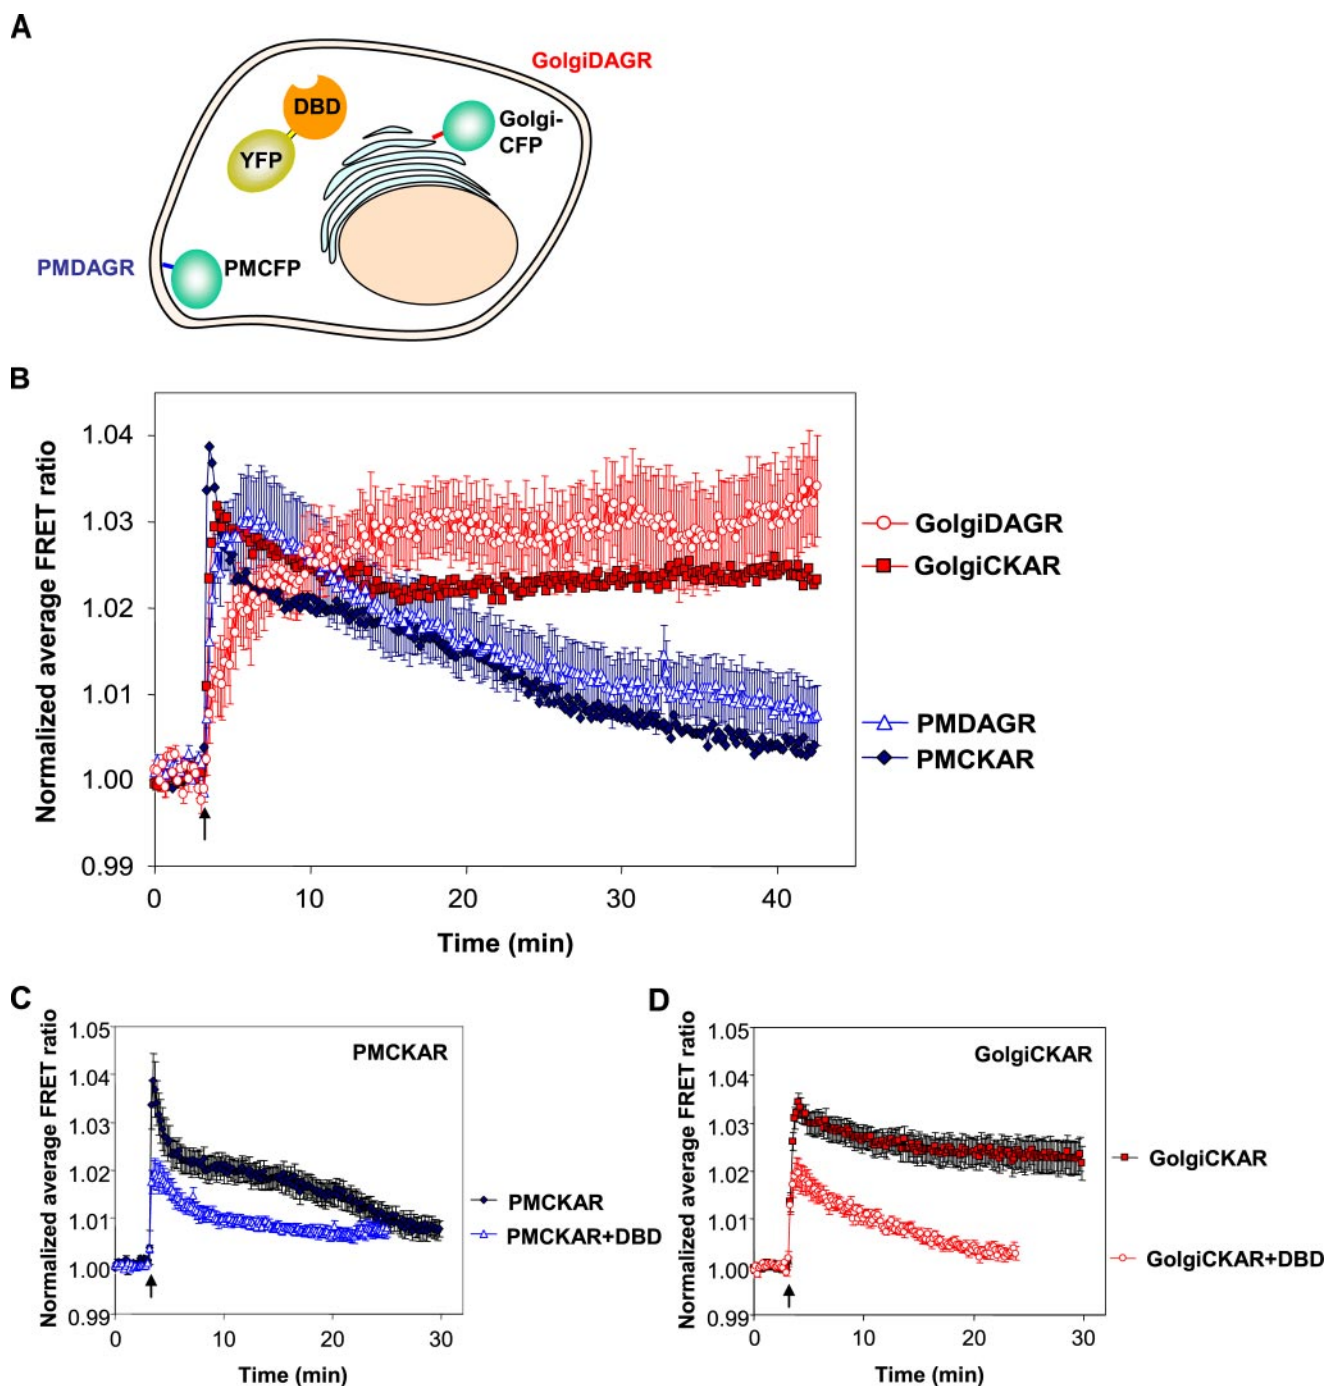 A
GolgiDAGR
DBD
Golgi-
CFP
YFP
PMDAGR
PMCFP
B
Normalized average FRET ratio
1.04
1.03
1.02
1.01
1.00
0.99
0
10
20
30
40
Time (min)
GolgiDAGR
GolgiCKAR
PMDAGR
PMCKAR
C
Normalized average FRET ratio
1.05
1.04
1.03
1.02
1.01
1.00
0.99
PMCKAR
0
10
20
30
Time (min)
PMCKAR
PMCKAR+DBD
D
Normalized average FRET ratio
1.05
1.04
1.03
1.02
1.01
1.00
0.99
GolgiCKAR
0
10
20
30
Time (min)
GolgiCKAR
GolgiCKAR+DBD